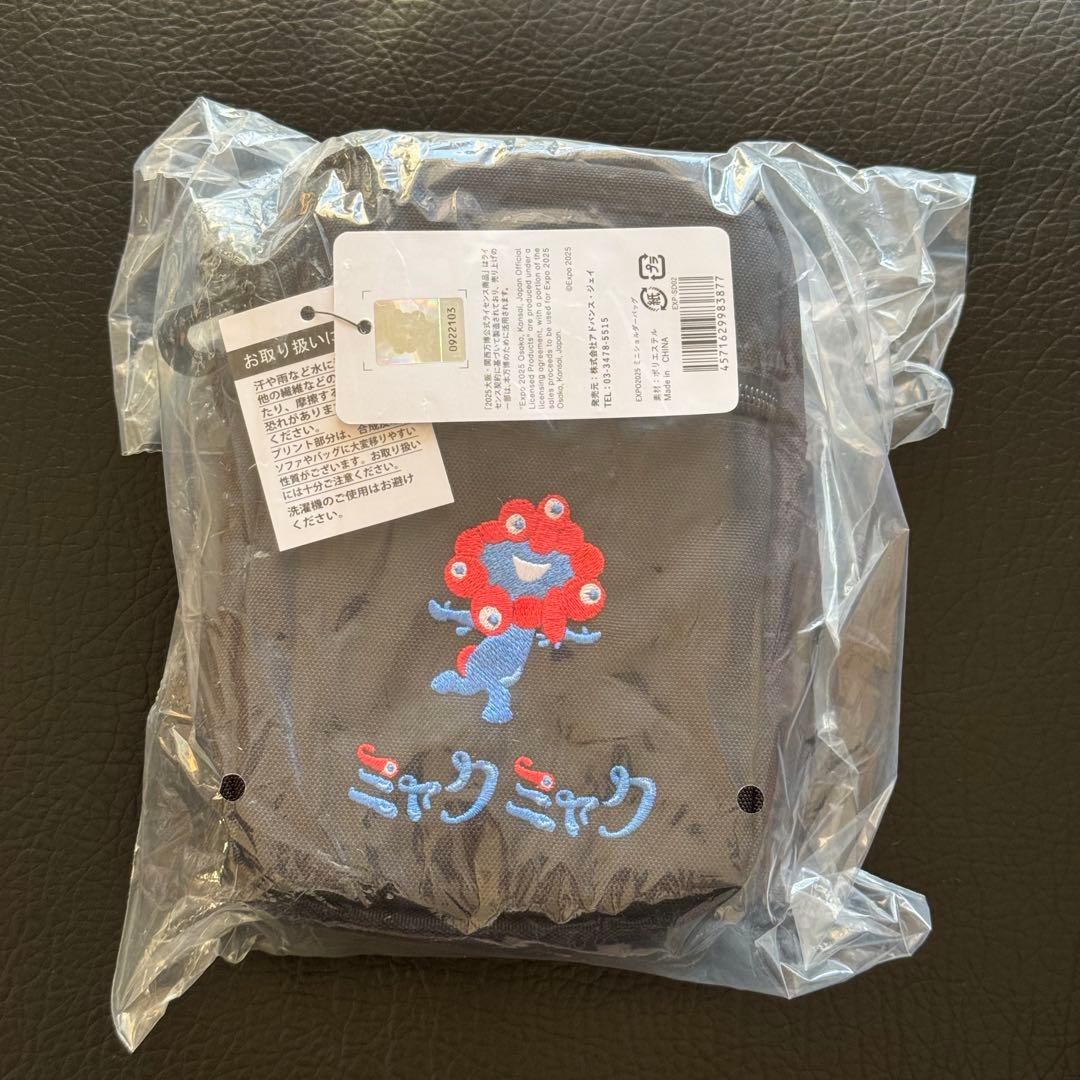 お取り扱いに
汗や雨など水に
他の繊維などの
たり、摩擦する
恐れがありま
ください。
プリント部分は、合成皮
ソファやバッグに大変移りやすい
性質がございます。お取り扱い
には十分ご注意ください。
洗濯機のご使用はお避け
ください。
0922103
「2025大阪・関西万博公式ライセンス商品」はライ
センス契約に基づいて製造されており、売り上げの
一部は、本万博のために活用されます。
"Expo 2025 Osaka, Kansai, Japan Official
Licensed Products" are produced under a
licensing agreement, with a portion of the
sales proceeds to be used for Expo 2025
Osaka, Kansai, Japan.
©Expo 2025
発売元：株式会社アドバンス・ジェイ
TEL：03-3478-5515
プラ
紙
EXPO2025 ミニショルダーバッグ
素材：ポリエステル
Made in CHINA
EXP-SD02
4571629983877
ミャクミャク